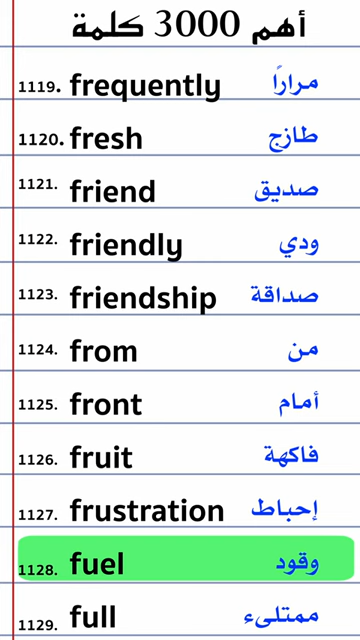 أهم 3000 كلمة
1119. frequently مرارًا
1120. fresh طازج
1121. friend صديق
1122. friendly ودي
1123. friendship صداقة
1124. from من
1125. front أمام
1126. fruit فاكهة
1127. frustration إحباط
1128. fuel وقود
1129. full ممتلىء